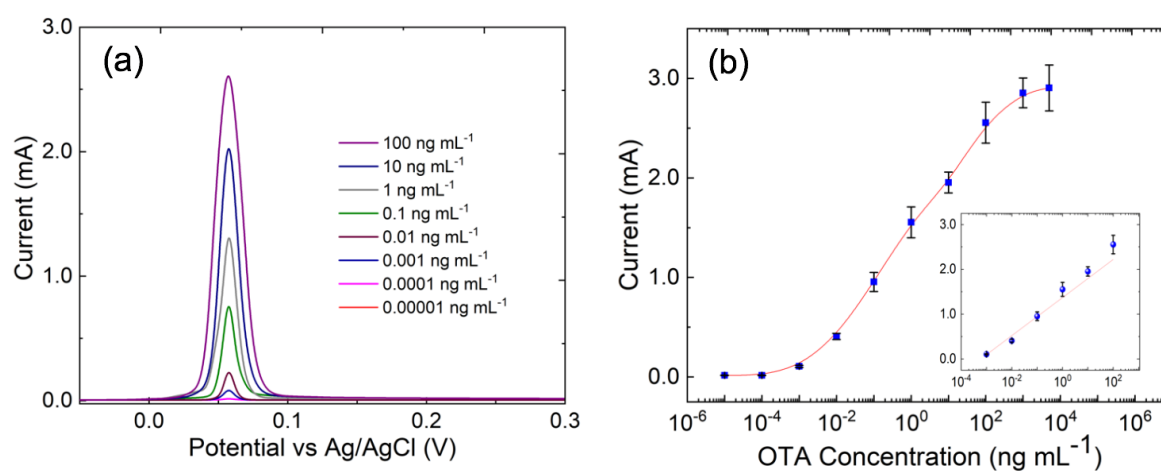 (a)
3.0
2.0
1.0
0.0
Current (mA)
0.0 0.1 0.2 0.3
Potential vs Ag/AgCl (V)
100 ng mL⁻¹
10 ng mL⁻¹
1 ng mL⁻¹
0.1 ng mL⁻¹
0.01 ng mL⁻¹
0.001 ng mL⁻¹
0.0001 ng mL⁻¹
0.00001 ng mL⁻¹
(b)
3.0
2.0
1.0
0.0
Current (mA)
10⁻⁶ 10⁻⁴ 10⁻² 10⁰ 10² 10⁴ 10⁶
OTA Concentration (ng mL⁻¹)
3.0
2.0
1.0
0.0
10⁻⁴ 10⁻² 10⁰ 10²